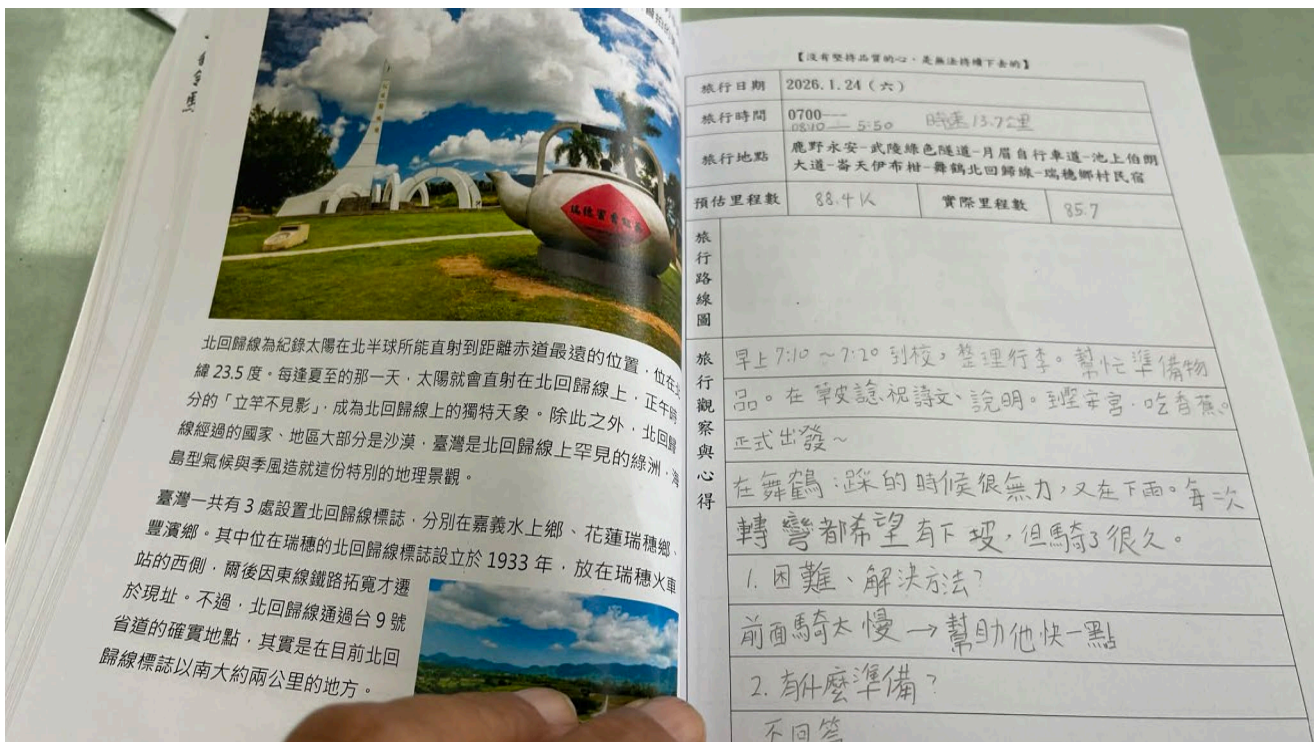 北回歸線為紀錄太陽在北半球所能直射到距離赤道最遠的位置,位在北
緯 23.5 度。每逢夏至的那一天,太陽就會直射在北回歸線上,正午時
分的「立竿不見影」,成為北回歸線上的獨特天象。除此之外,北回歸
線經過的國家、地區大部分是沙漠,臺灣是北回歸線上罕見的綠洲,海
島型氣候與季風造就這份特別的地理景觀。
臺灣一共有 3 處設置北回歸線標誌,分別在嘉義水上鄉、花蓮瑞穗鄉、
豐濱鄉。其中位在瑞穗的北回歸線標誌設立於 1933 年,放在瑞穗火車
站的西側,爾後因東線鐵路拓寬才遷
於現址。不過,北回歸線通過台 9 號
省道的確實地點,其實是在目前北回
歸線標誌以南大約兩公里的地方。
【沒有堅持品質的心,是無法持續下去的】
旅行日期 2026.1.24(六)
旅行時間 0700—
08:10 — 5:50 時速13.7公里
旅行地點 鹿野永安-武陵綠色隧道-月眉自行車道-池上伯朗
大道-崙天伊布柑-舞鶴北回歸線-瑞穗鄉村民宿
預估里程數 88.4K 實際里程數 85.7
旅行路線圖
旅行觀察與心得
早上7:10~7:20 到校,整理行李。幫忙準備物
品。在草皮諗祝詩文、說明。到聖安宮.吃香蕉。
正式出發~
在舞鶴:踩的時候很無力,又在下雨。每一次
轉彎都希望有下坡,但騎了很久。
1. 困難、解決方法?
前面騎太慢→幫助他快一點
2. 有什麼準備?
不回答